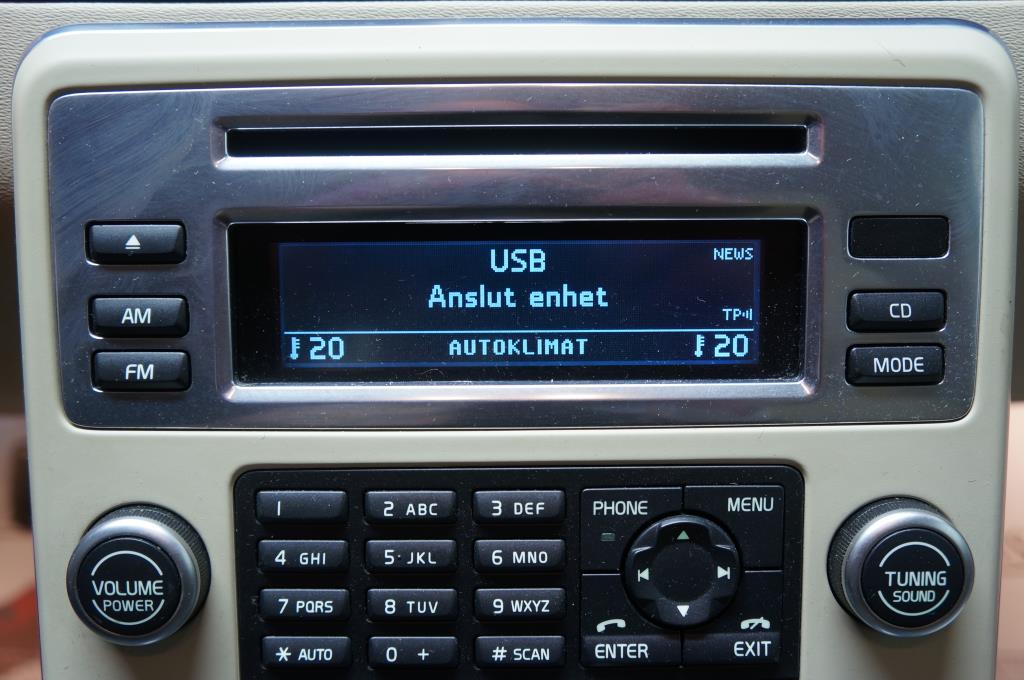 USB
NEWS
Anslut enhet
TP
20 AUTOKLIMAT 20
AM
FM
CD
MODE
VOLUME
POWER
1 2 ABC 3 DEF
4 GHI 5 JKL 6 MNO
7 PQRS 8 TUV 9 WXYZ
* AUTO 0 + # SCAN
PHONE MENU
ENTER EXIT
TUNING
SOUND